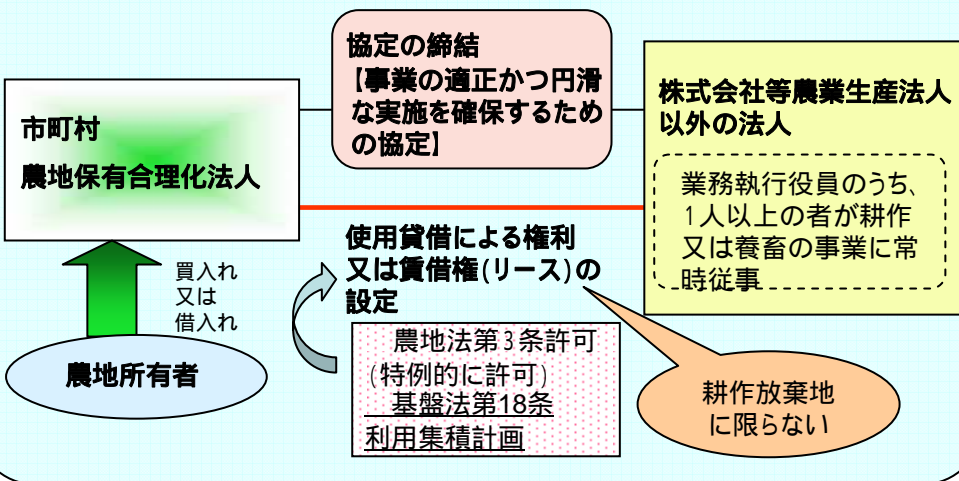 協定の締結
【事業の適正かつ円滑
な実施を確保するため
の協定】
市町村
農地保有合理化法人
株式会社等農業生産法人
以外の法人
業務執行役員のうち、
1人以上の者が耕作
又は養畜の事業に常
時従事
買入れ
又は
借入れ
農地所有者
使用貸借による権利
又は賃借権(リース)の
設定
農地法第3条許可
(特例的に許可)
基盤法第18条
利用集積計画
耕作放棄地
に限らない